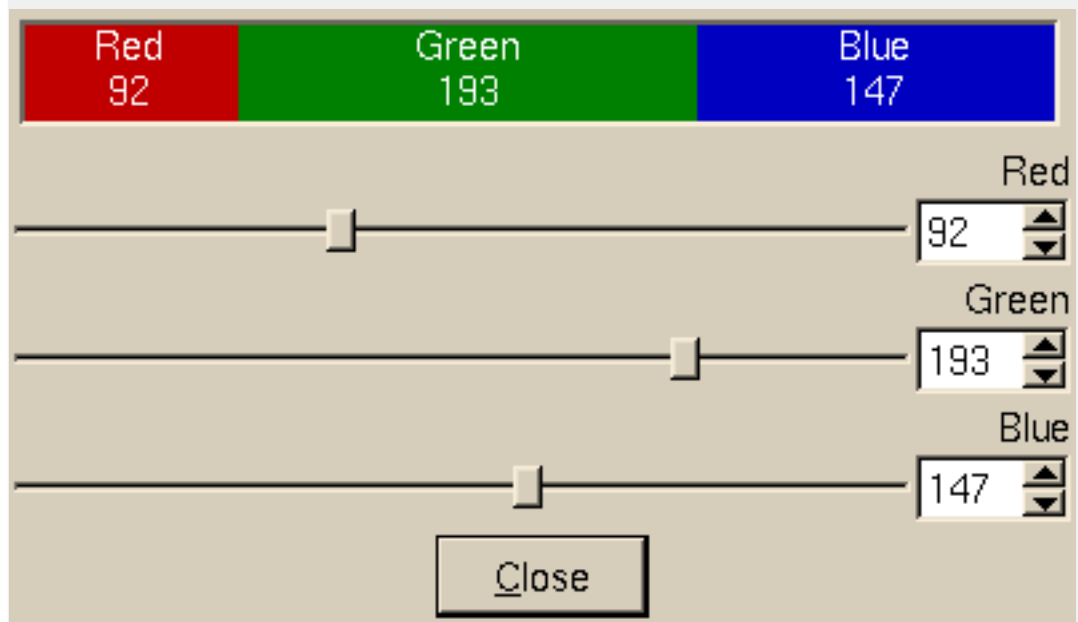 Red Green Blue
92 193 147
Red
92
Green
193
Blue
147
Close